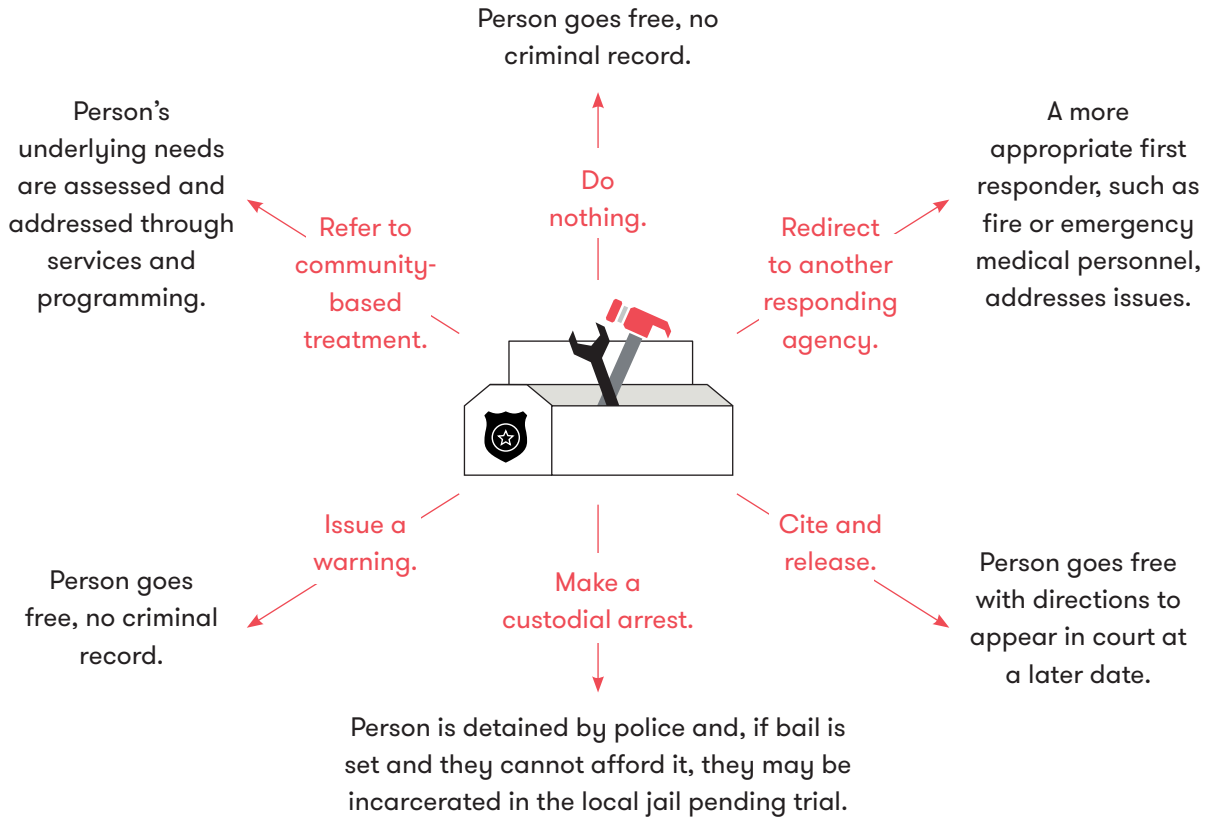 Person goes free, no
criminal record.
Do
nothing.
Person's
underlying needs
are assessed and
addressed through
services and
programming.
Refer to
community-
based
treatment.
A more
appropriate first
responder, such as
fire or emergency
medical personnel,
addresses issues.
Redirect
to another
responding
agency.
Issue a
warning.
Person goes
free, no criminal
record.
Make a
custodial arrest.
Person is detained by police and, if bail is
set and they cannot afford it, they may be
incarcerated in the local jail pending trial.
Cite and
release.
Person goes free
with directions to
appear in court at
a later date.